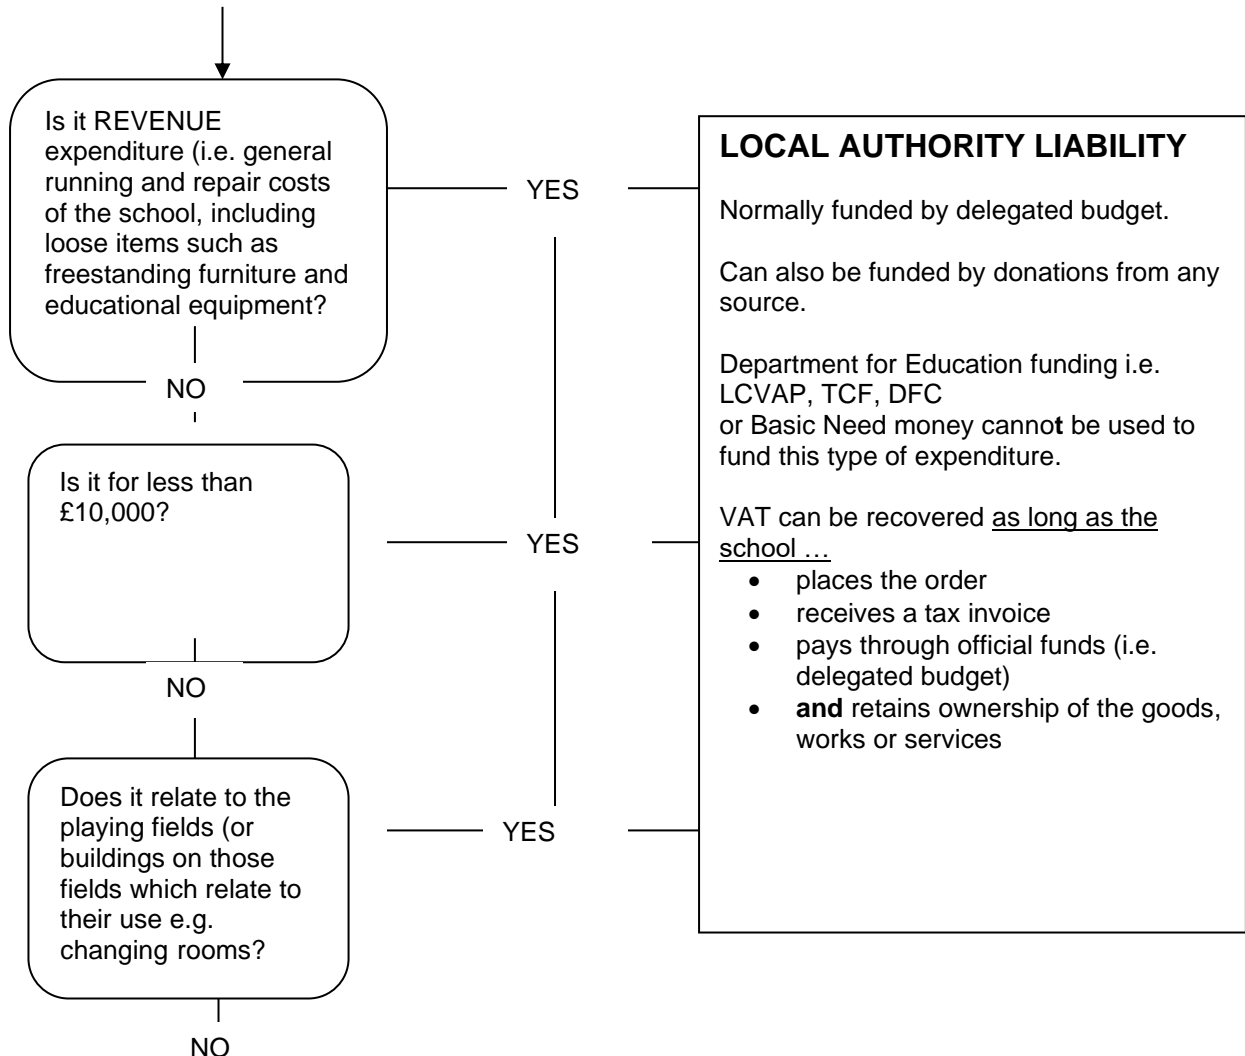 Is it REVENUE
expenditure (i.e. general
running and repair costs
of the school, including
loose items such as
freestanding furniture and
educational equipment?
YES
NO
Is it for less than
£10,000?
YES
NO
Does it relate to the
playing fields (or
buildings on those
fields which relate to
their use e.g.
changing rooms?
YES
NO
LOCAL AUTHORITY LIABILITY
Normally funded by delegated budget.
Can also be funded by donations from any
source.
Department for Education funding i.e.
LCVAP, TCF, DFC
or Basic Need money cannot be used to
fund this type of expenditure.
VAT can be recovered as long as the
school …
• places the order
• receives a tax invoice
• pays through official funds (i.e.
delegated budget)
• and retains ownership of the goods,
works or services